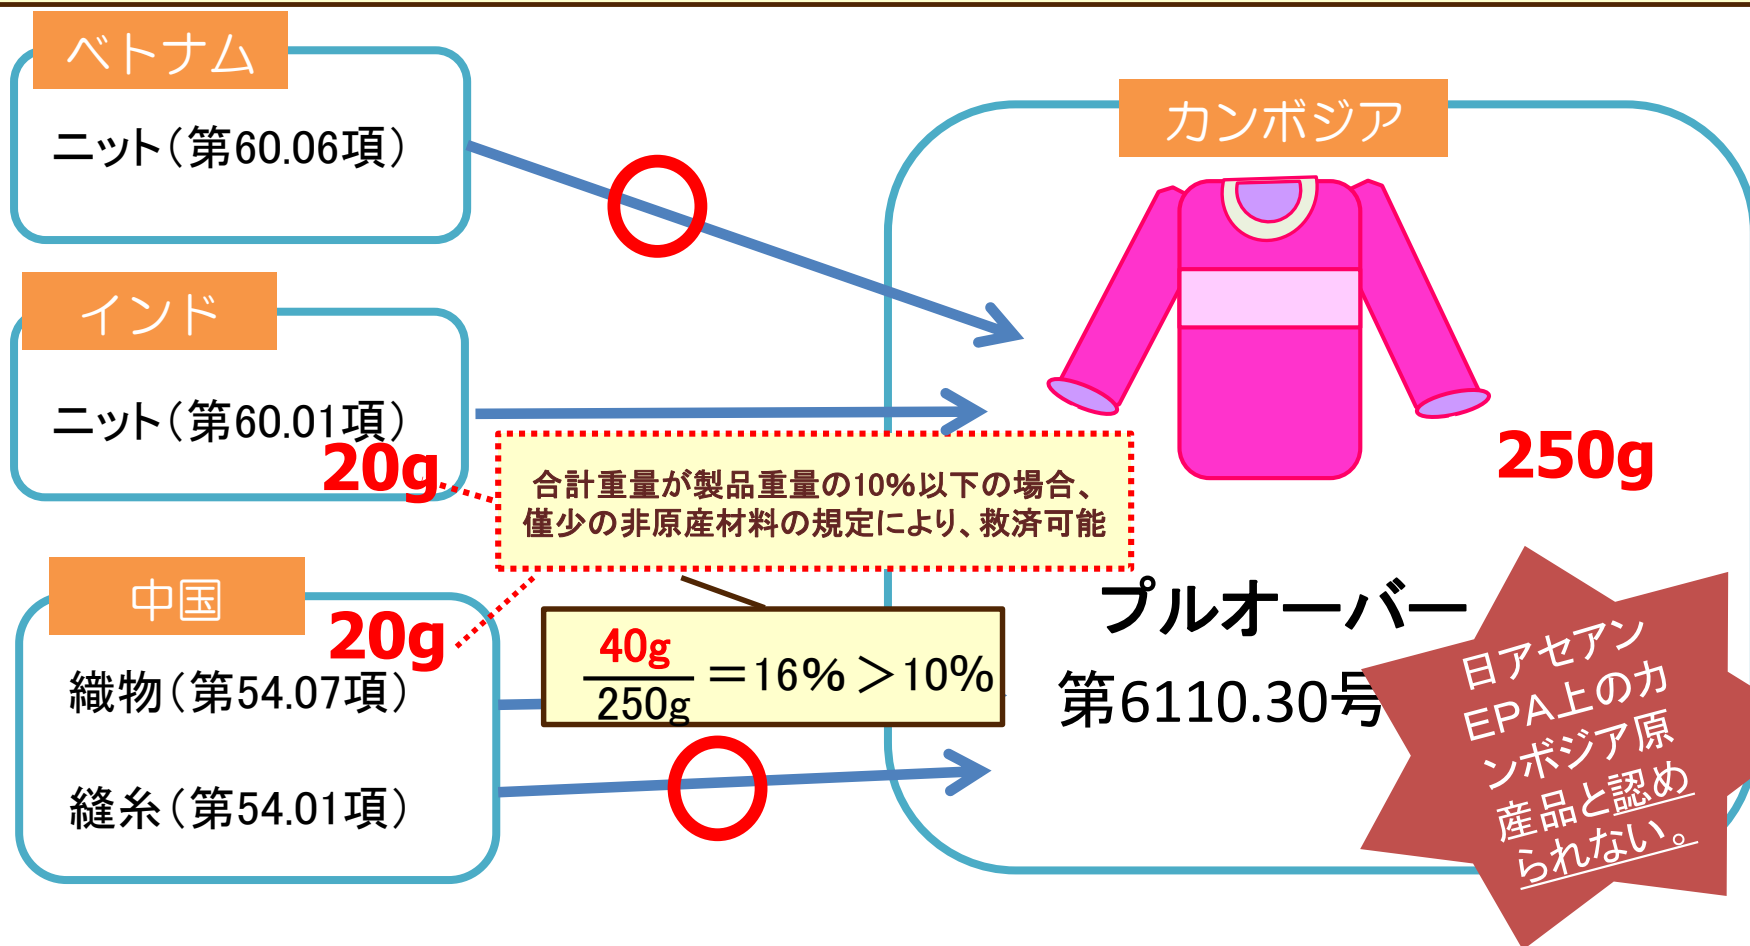 ベトナム
ニット（第60.06項）
インド
ニット（第60.01項）
20g
中国
20g
織物（第54.07項）
縫糸（第54.01項）
合計重量が製品重量の10%以下の場合、
僅少の非原産材料の規定により、救済可能
40g
250g
＝16%＞10%
カンボジア
250g
プルオーバー
第6110.30号
日アセアン
EPA上のカ
ンボジア原
産品と認め
られない。